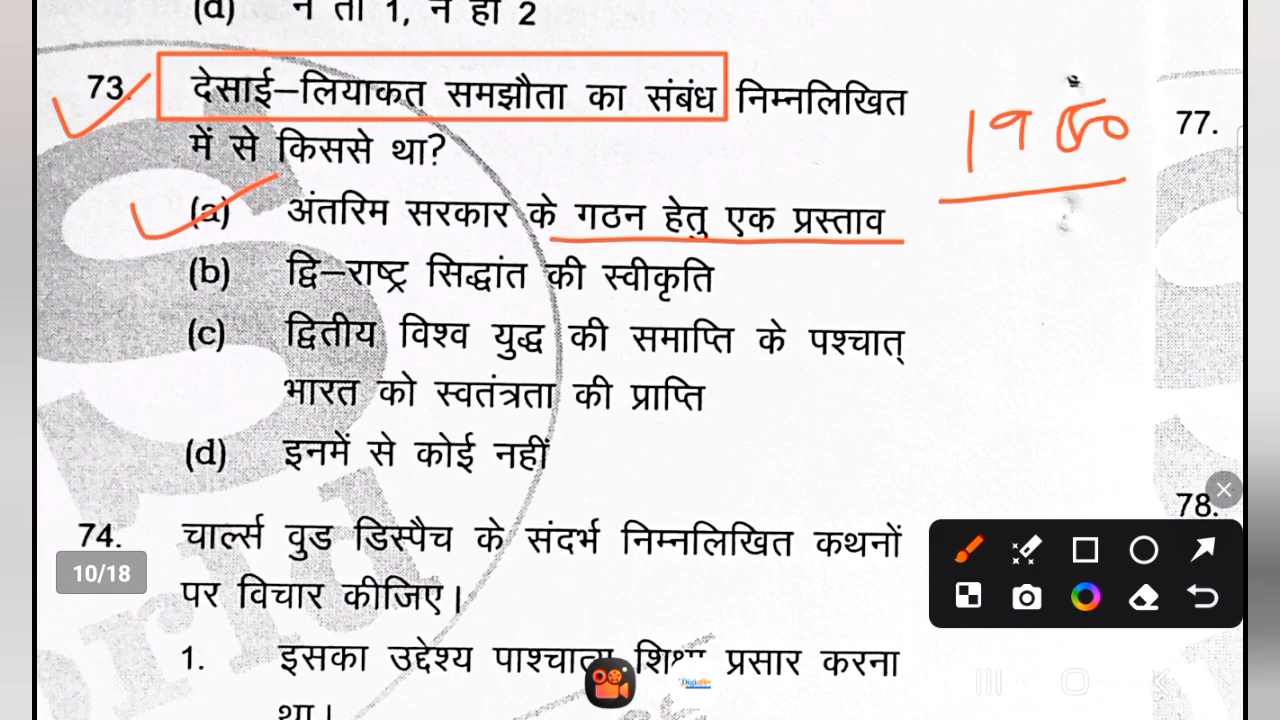 (d) न तो 1, न ही 2
73. देसाई–लियाकत समझौता का संबंध निम्नलिखित
में से किससे था?
(a) अंतरिम सरकार के गठन हेतु एक प्रस्ताव
(b) द्वि–राष्ट्र सिद्धांत की स्वीकृति
(c) द्वितीय विश्व युद्ध की समाप्ति के पश्चात्
भारत को स्वतंत्रता की प्राप्ति
(d) इनमें से कोई नहीं
74. चार्ल्स वुड डिस्पैच के संदर्भ निम्नलिखित कथनों
पर विचार कीजिए।
1. इसका उद्देश्य पाश्चात्य प्रसार करना
था।
19
77.
78.
10/18